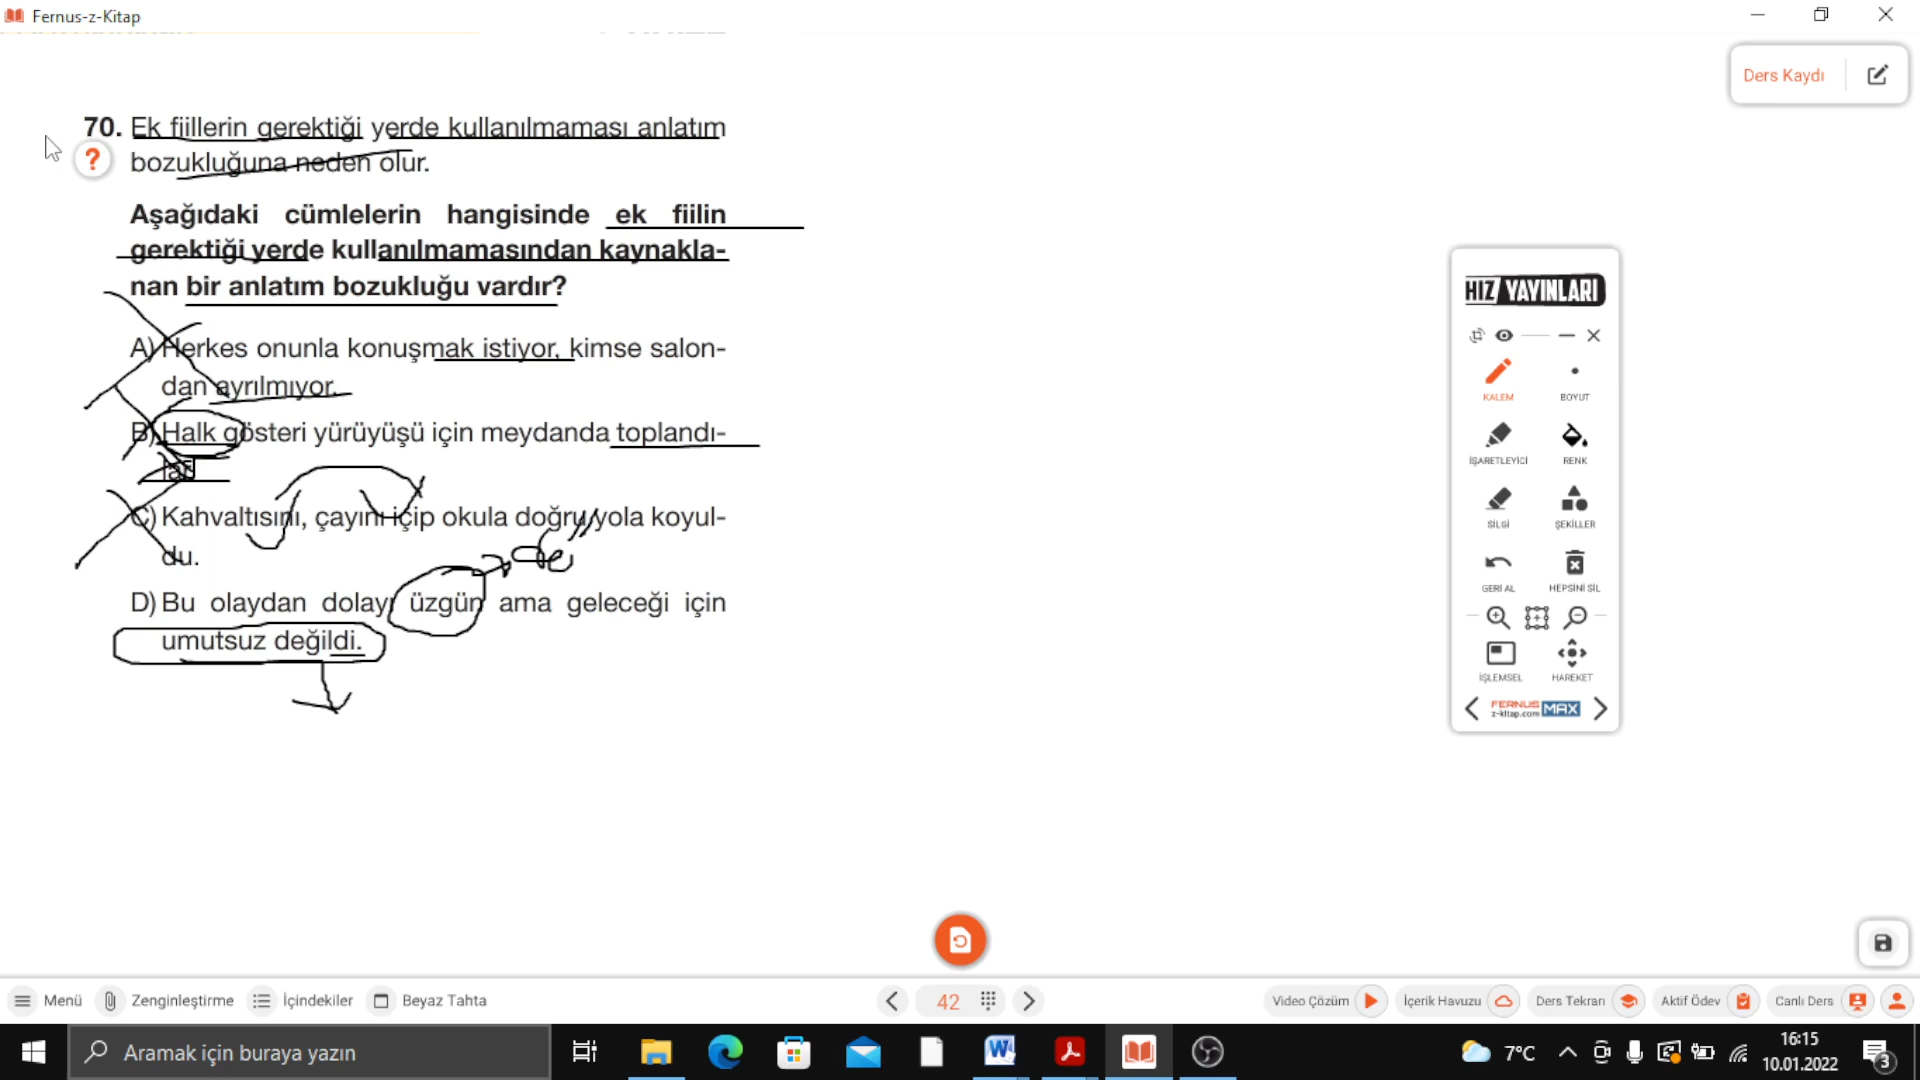 Fernus-z-Kitap
Ders Kaydı
70. Ek fiillerin gerektiği yerde kullanılmaması anlatım
bozukluğuna neden olur.
?
Aşağıdaki cümlelerin hangisinde ek fiilin
gerektiği yerde kullanılmamasından kaynakla-
nan bir anlatım bozukluğu vardır?
A) Herkes onunla konuşmak istiyor, kimse salon-
dan ayrılmıyor.
B) Halk gösteri yürüyüşü için meydanda toplandı-
lar.
C) Kahvaltısını, çayını içip okula doğru yola koyul-
du.
D) Bu olaydan dolayı üzgün ama geleceği için
umutsuz değildi.
HIZ YAYINLARI
KALEM
BOYUT
İŞARETLEYİCİ
RENK
SİLGİ
ŞEKİLLER
GERİ AL
HEPSİNİ SİL
İŞLEMSEL
HAREKET
FERNUS
z-kitap.com
MAX
Menü
Zenginleştirme
İçindekiler
Beyaz Tahta
42
Video Çözüm
İçerik Havuzu
Ders Tekrarı
Aktif Ödev
Canlı Ders
Aramak için buraya yazın
7°C
16:15
10.01.2022
3